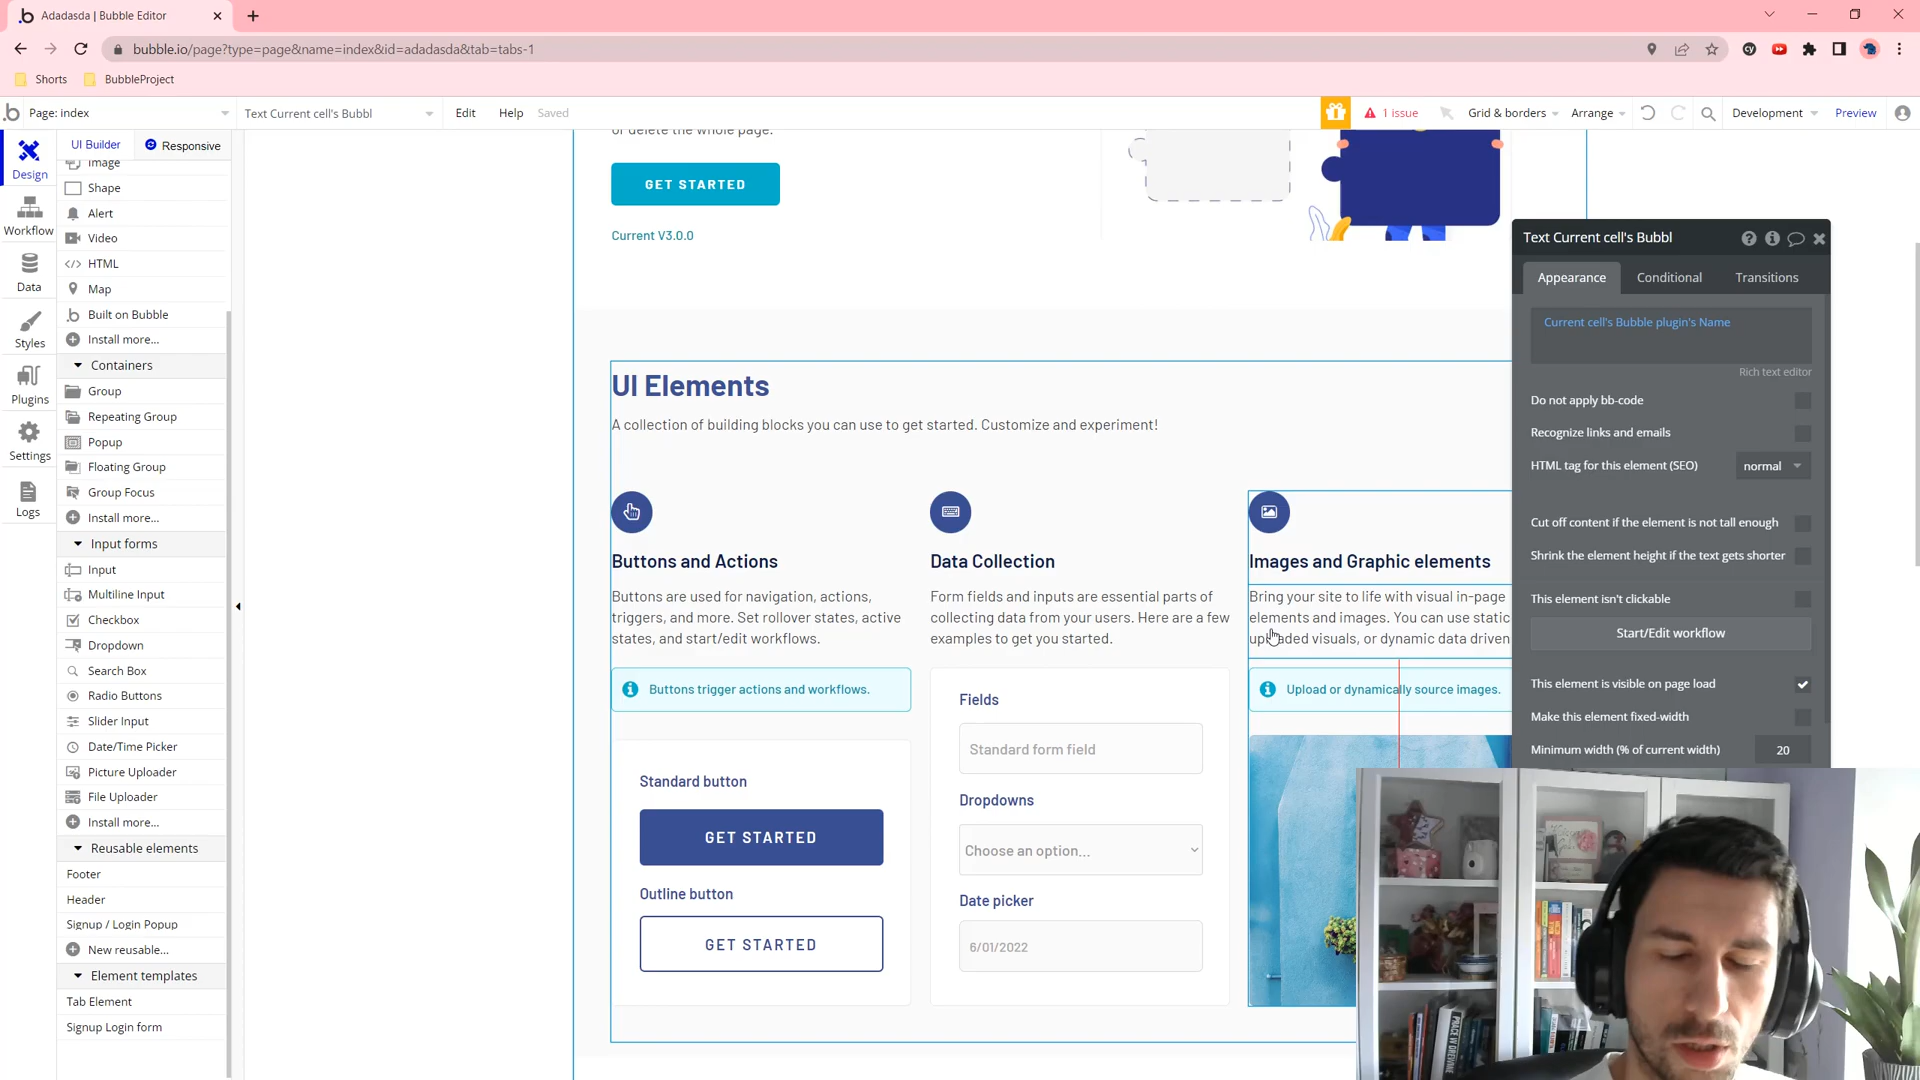 Adadasda | Bubble Editor
bubble.io/page?type=page&name=index&id=adadasda&tab=tabs-1
Shorts
BubbleProject
Page: index
Text Current cell's Bubbl
Edit
Help
Saved
1 issue
Grid & borders
Arrange
Development
Preview
Design
Workflow
Data
Styles
Plugins
Settings
Logs
UI Builder
Responsive
Image
Shape
Alert
Video
HTML
Map
Built on Bubble
Install more...
Containers
Group
Repeating Group
Popup
Floating Group
Group Focus
Install more...
Input forms
Input
Multiline Input
Checkbox
Dropdown
Search Box
Radio Buttons
Slider Input
Date/Time Picker
Picture Uploader
File Uploader
Install more...
Reusable elements
Footer
Header
Signup / Login Popup
New reusable...
Element templates
Tab Element
Signup Login form
or delete the whole page.
GET STARTED
Current V3.0.0
UI Elements
A collection of building blocks you can use to get started. Customize and experiment!
Buttons and Actions
Buttons are used for navigation, actions,
triggers, and more. Set rollover states, active
states, and start/edit workflows.
Buttons trigger actions and workflows.
Standard button
GET STARTED
Outline button
GET STARTED
Data Collection
Form fields and inputs are essential parts of
collecting data from your users. Here are a few
examples to get you started.
Fields
Standard form field
Dropdowns
Choose an option...
Date picker
6/01/2022
Images and Graphic elements
Bring your site to life with visual in-page
elements and images. You can use static
uploaded visuals, or dynamic data driven
Upload or dynamically source images.
Text Current cell's Bubbl
Appearance
Conditional
Transitions
Current cell's Bubble plugin's Name
Rich text editor
Do not apply bb-code
Recognize links and emails
HTML tag for this element (SEO)
normal
Cut off content if the element is not tall enough
Shrink the element height if the text gets shorter
This element isn't clickable
Start/Edit workflow
This element is visible on page load
Make this element fixed-width
Minimum width (% of current width)
20
PRACE W DREWNIE